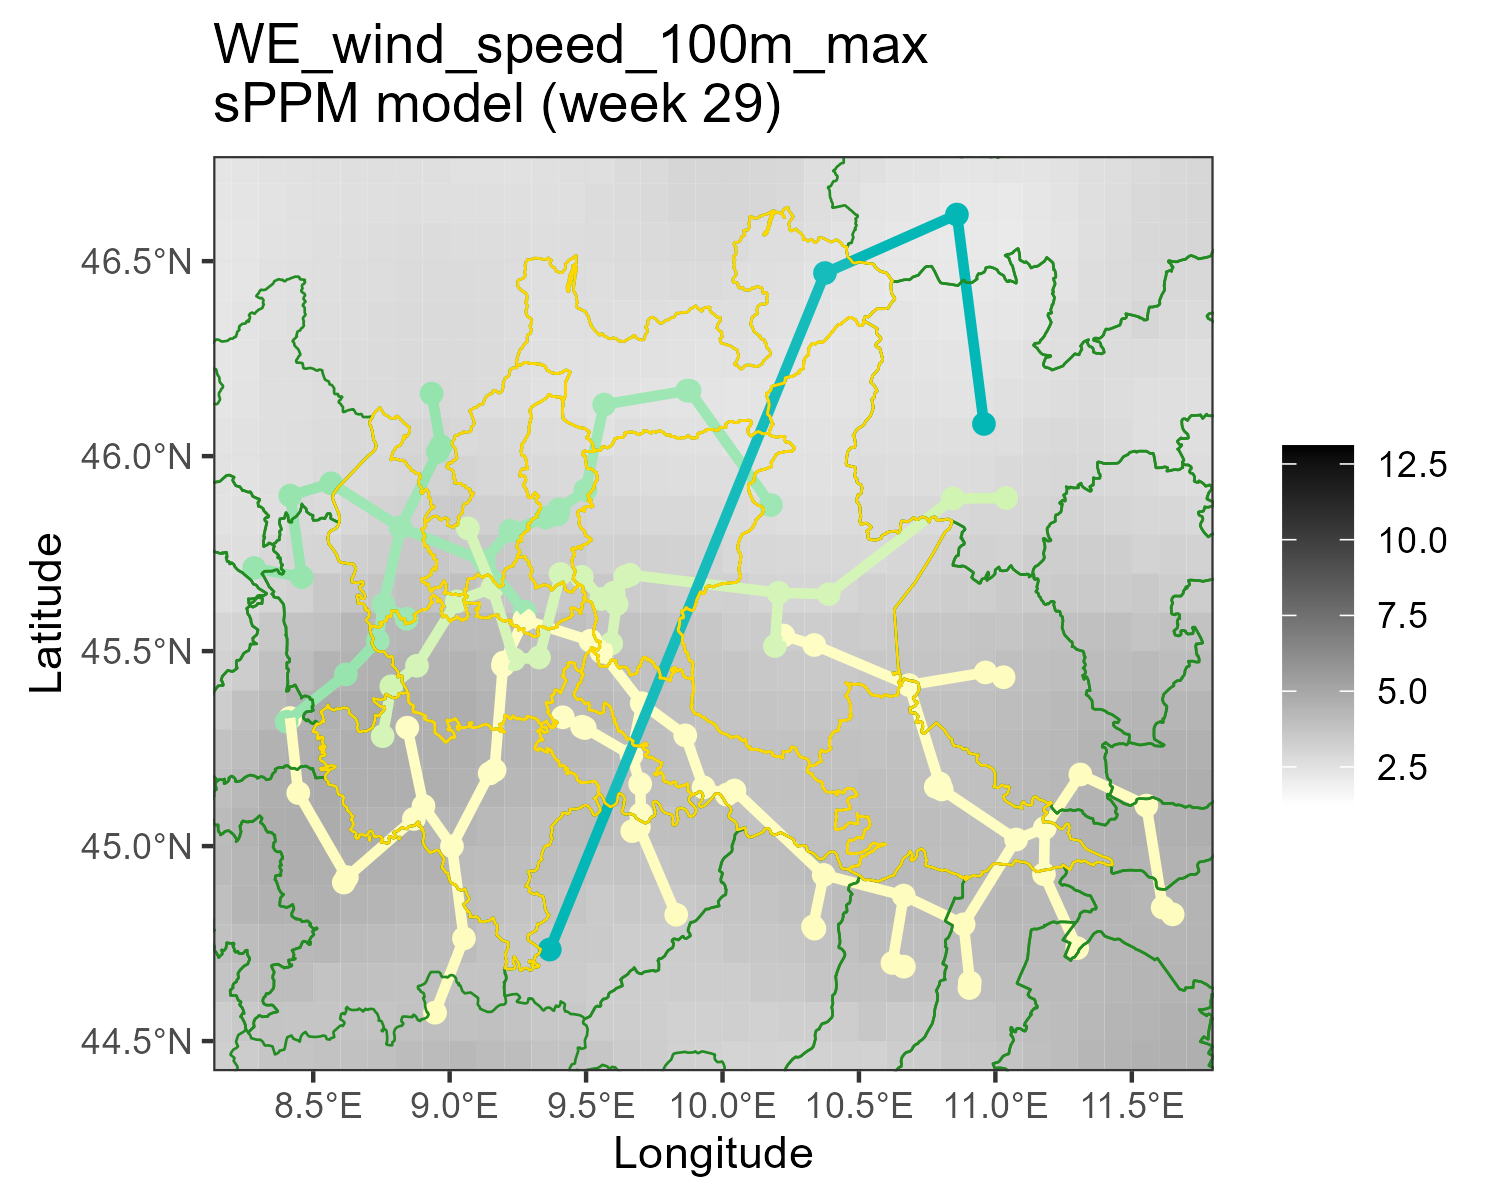 WE_wind_speed_100m_max
sPPM model (week 29)
46.5°N
46.0°N
45.5°N
45.0°N
44.5°N
Latitude
8.5°E 9.0°E 9.5°E 10.0°E 10.5°E 11.0°E 11.5°E
Longitude
12.5
10.0
7.5
5.0
2.5